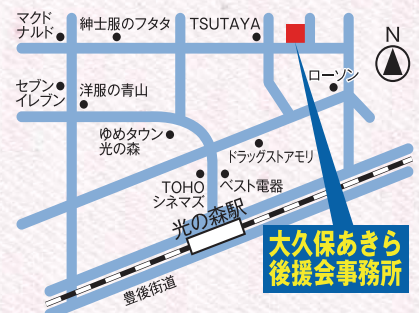 マクド
ナルド
紳士服のフタタ
TSUTAYA
N
セブン
イレブン
洋服の青山
ローソン
ゆめタウン
光の森
ドラッグストアモリ
TOHO
シネマズ
ベスト電器
光の森駅
豊後街道
大久保あきら
後援会事務所